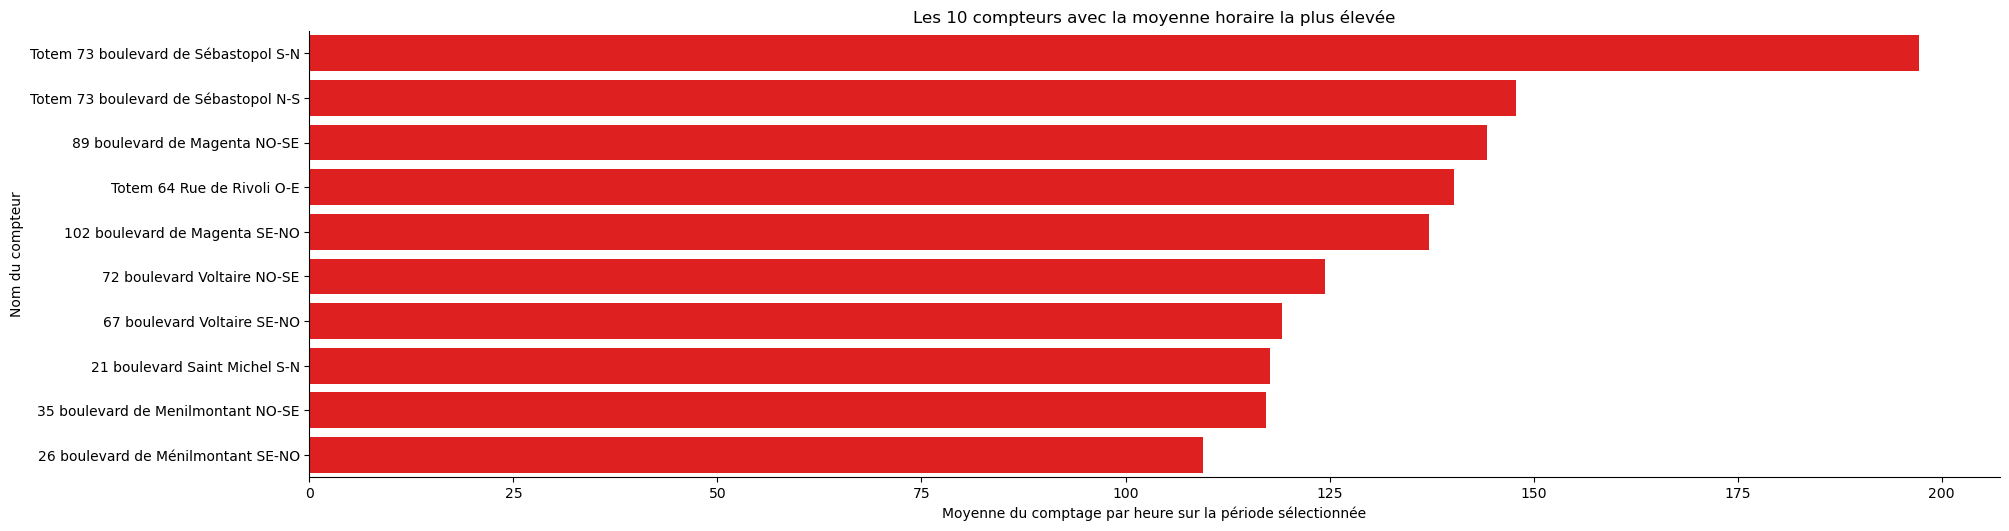 Les 10 compteurs avec la moyenne horaire la plus élevée
Nom du compteur
Totem 73 boulevard de Sébastopol S-N
Totem 73 boulevard de Sébastopol N-S
89 boulevard de Magenta NO-SE
Totem 64 Rue de Rivoli O-E
102 boulevard de Magenta SE-NO
72 boulevard Voltaire NO-SE
67 boulevard Voltaire SE-NO
21 boulevard Saint Michel S-N
35 boulevard de Menilmontant NO-SE
26 boulevard de Ménilmontant SE-NO
0 25 50 75 100 125 150 175 200
Moyenne du comptage par heure sur la période sélectionnée